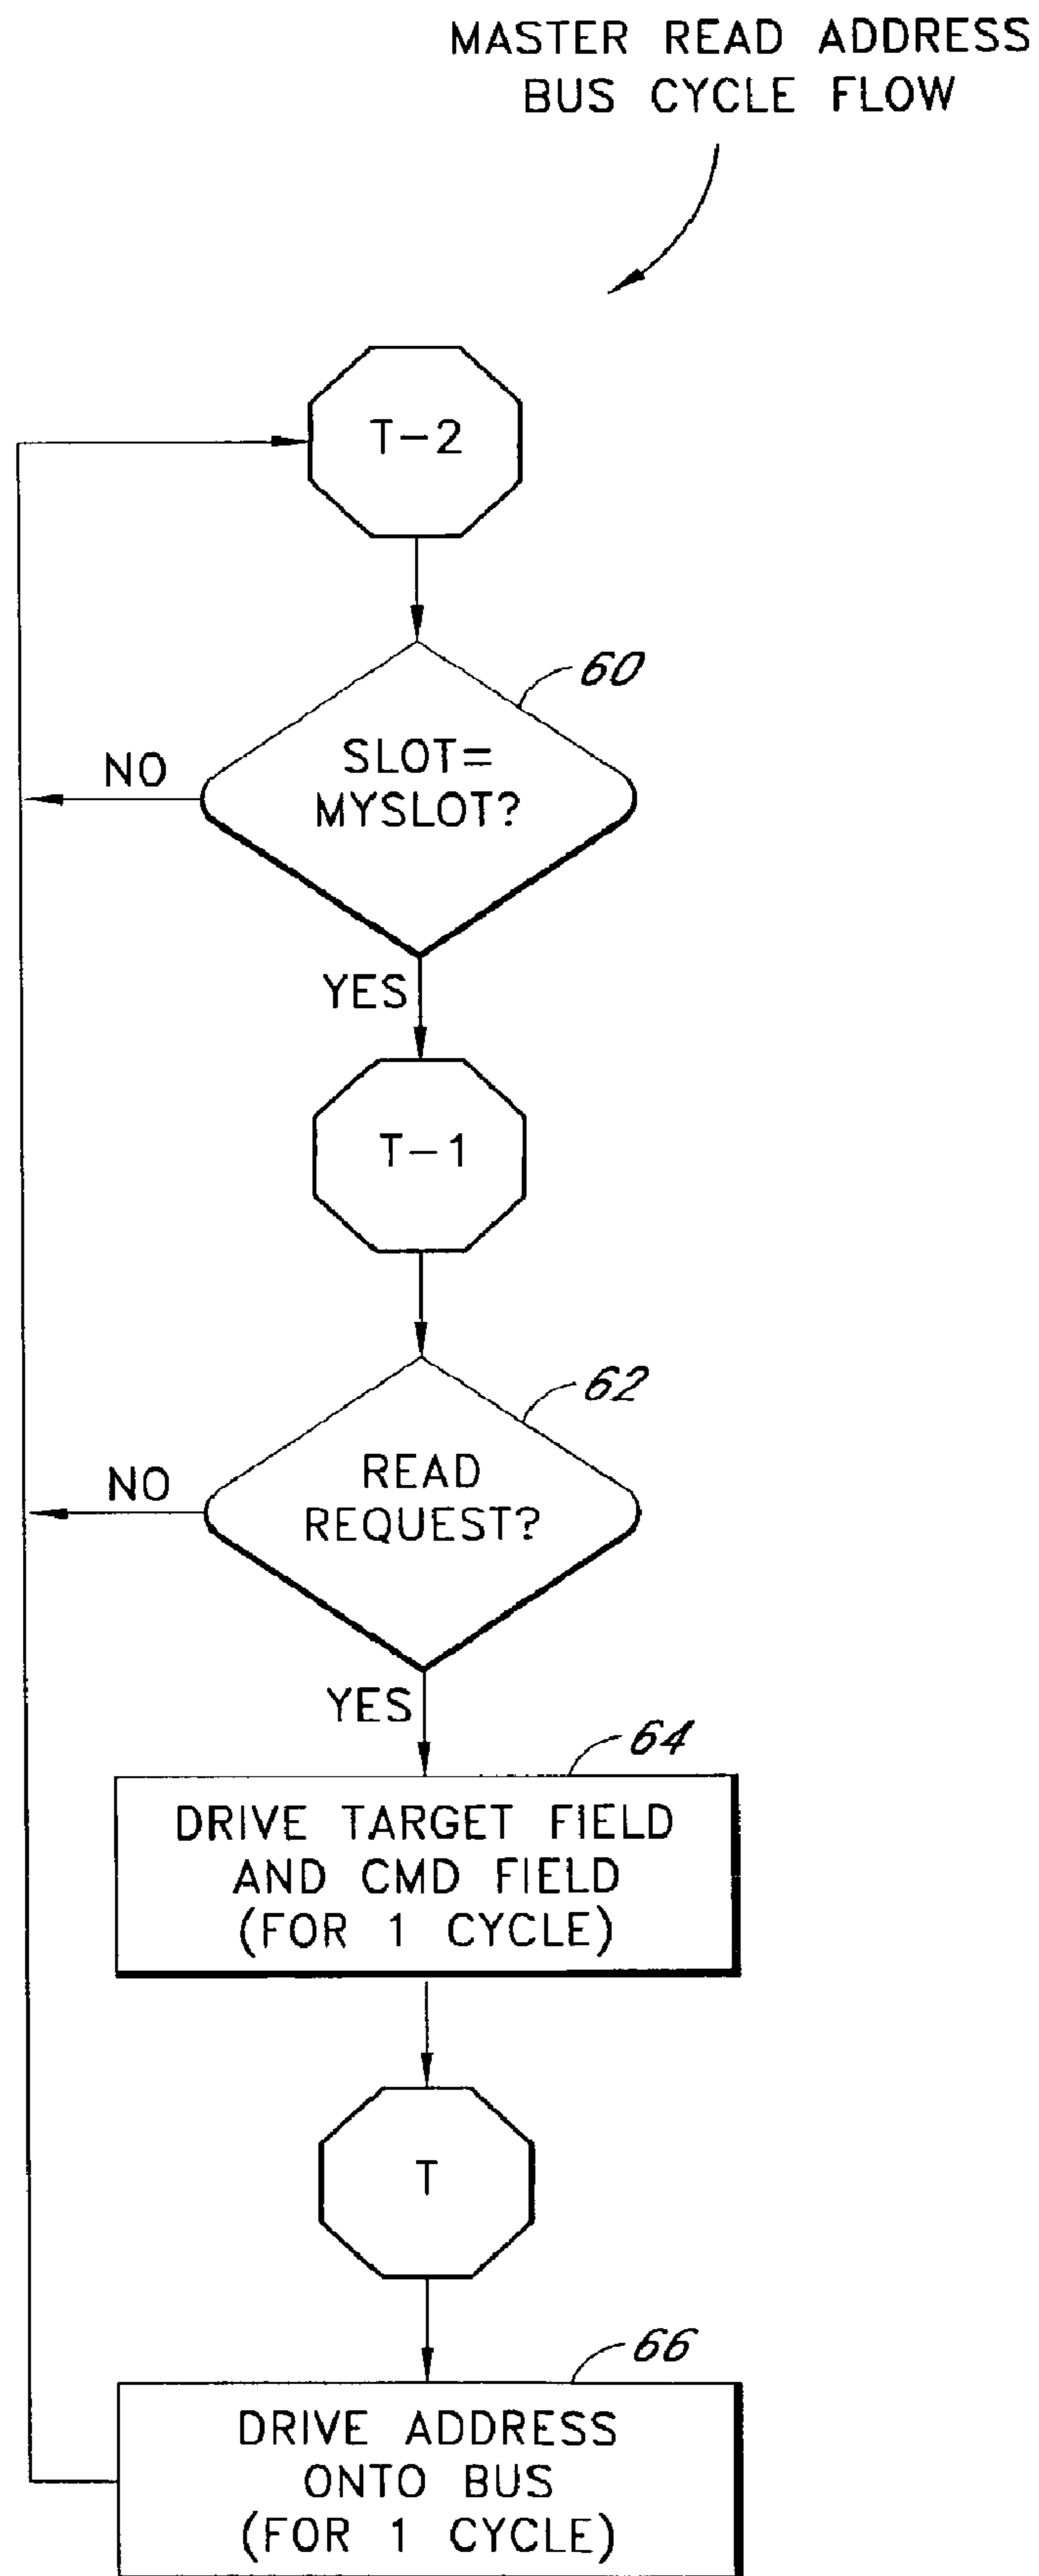 MASTER READ ADDRESS
BUS CYCLE FLOW
T-2
60
SLOT=
MYSLOT?
NO
YES
T-1
62
READ
REQUEST?
NO
YES
64
DRIVE TARGET FIELD
AND CMD FIELD
(FOR 1 CYCLE)
T
66
DRIVE ADDRESS
ONTO BUS
(FOR 1 CYCLE)